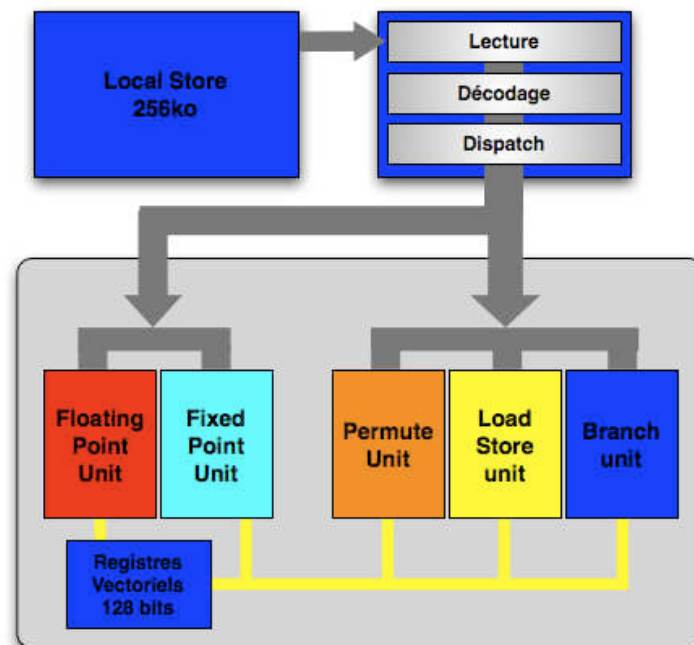 Local Store
256ko
Lecture
Décodage
Dispatch
Floating
Point
Unit
Fixed
Point
Unit
Permute
Unit
Load
Store
unit
Branch
unit
Registres
Vectoriels
128 bits